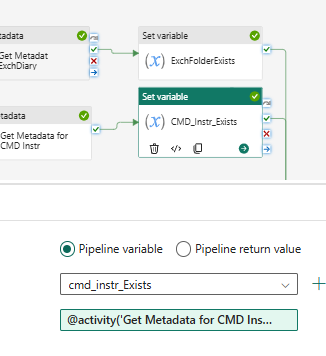 tadata
Get Metadat
ExchDiary
Set variable
(x) ExchFolderExists
tadata
Get Metadata for
CMD Instr
Set variable
(x) CMD_Instr_Exists
Pipeline variable
Pipeline return value
cmd_instr_Exists
@activity('Get Metadata for CMD Ins...